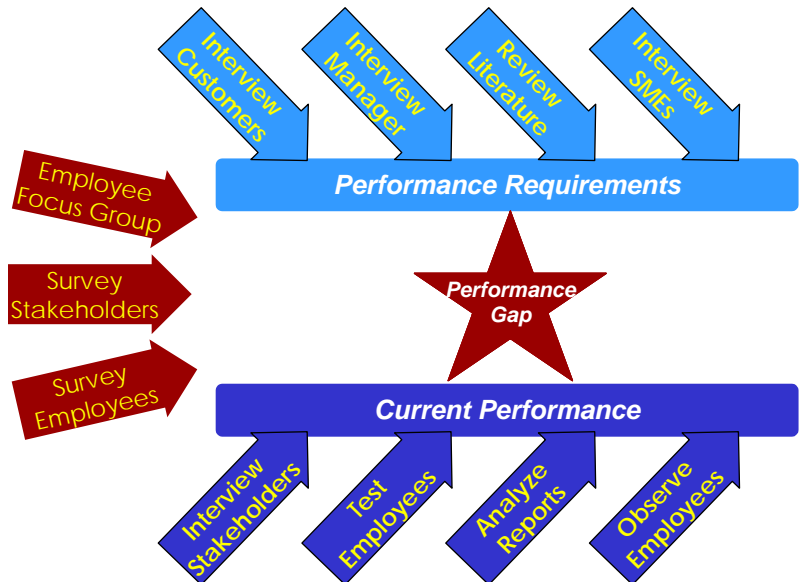 Interview
Customers
Interview
Manager
Review
Literature
Interview
SMEs
Performance Requirements
Employee
Focus Group
Survey
Stakeholders
Survey
Employees
Performance
Gap
Current Performance
Interview
Stakeholders
Test
Employees
Analyze
Reports
Observe
Employees